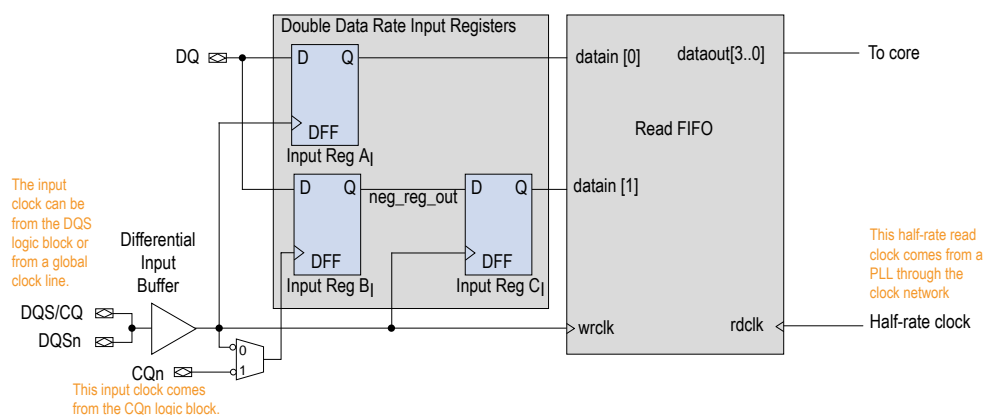 Double Data Rate Input Registers
DQ
D Q
DFF
Input Reg AI
datain [0]
dataout[3..0]
To core
Read FIFO
D Q
neg_reg_out
DFF
Input Reg BI
D Q
DFF
Input Reg CI
datain [1]
The input
clock can be
from the DQS
logic block or
from a global
clock line.
Differential
Input
Buffer
This half-rate read
clock comes from a
PLL through the
clock network
DQS/CQ
DQSn
wrclk
rdclk
Half-rate clock
0
1
CQn
This input clock comes
from the CQn logic block.